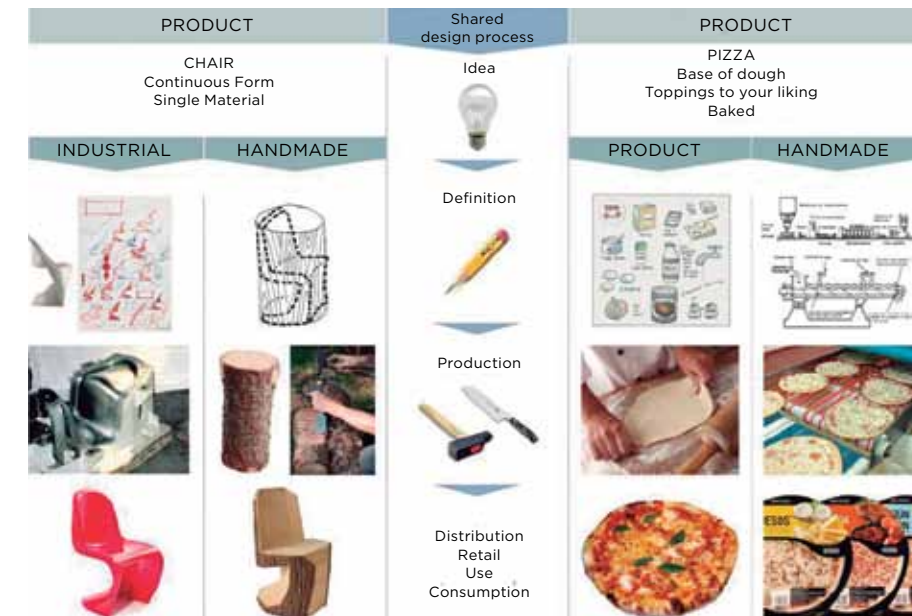 PRODUCT
Shared
design process
PRODUCT
CHAIR
Continuous Form
Single Material
Idea
PIZZA
Base of dough
Toppings to your liking
Baked
INDUSTRIAL
HANDMADE
PRODUCT
HANDMADE
Definition
Production
Distribution
Retail
Use
Consumption